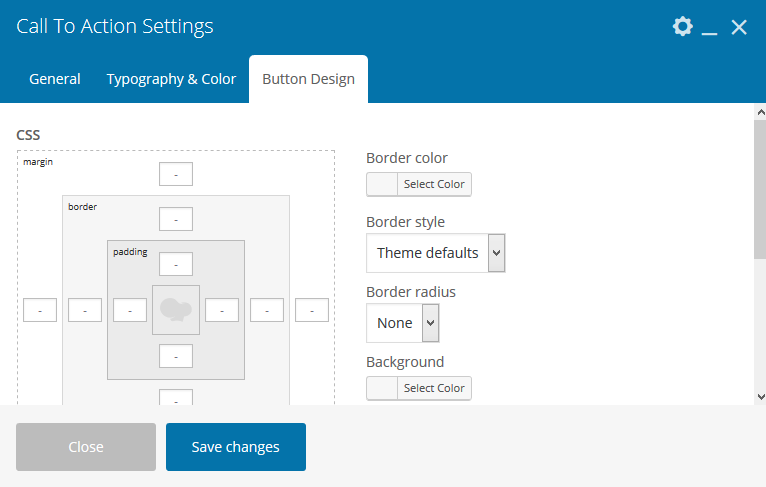 Call To Action Settings
General
Typography & Color
Button Design
CSS
margin
-
border
-
padding
-
-
-
-
-
-
-
-
-
Border color
Select Color
Border style
Theme defaults
Border radius
None
Background
Select Color
Close
Save changes